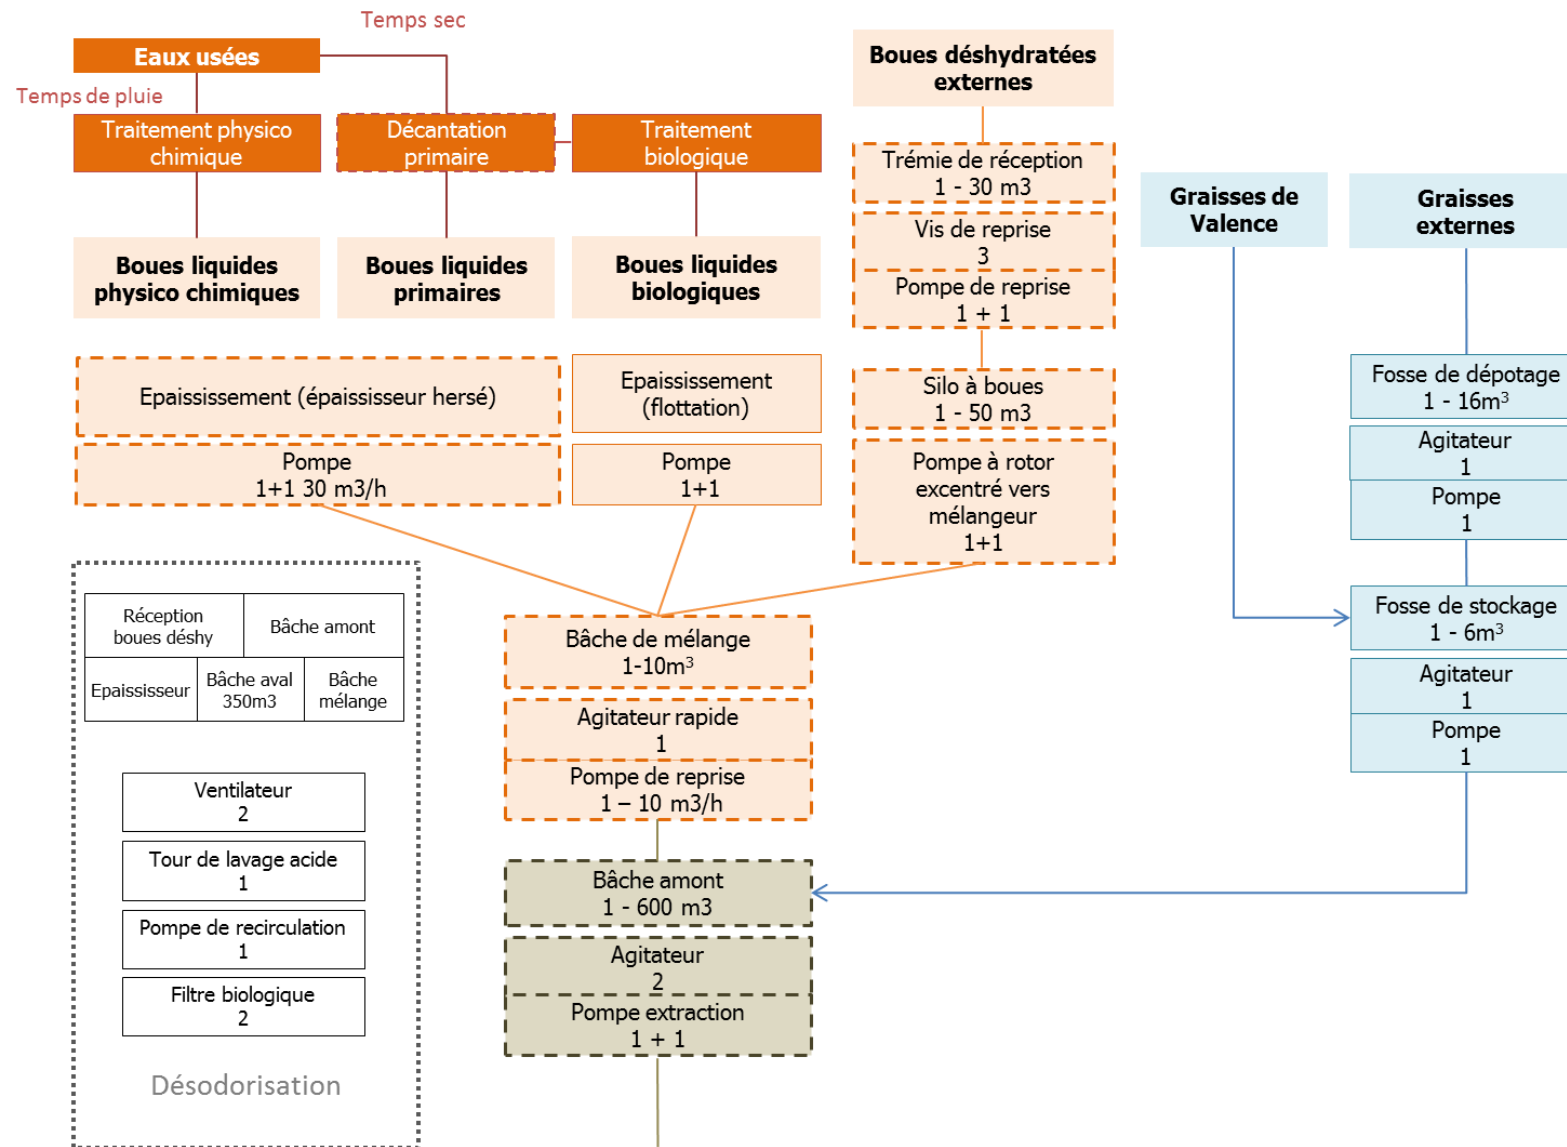 Temps sec
Eaux usées
Temps de pluie
Traitement physico
chimique
Décantation
primaire
Traitement
biologique
Boues liquides
physico chimiques
Boues liquides
primaires
Boues liquides
biologiques
Epaississement (épaississeur hersé)
Pompe
1+1 30 m3/h
Epaississement
(flottation)
Pompe
1+1
Boues déshydratées
externes
Trémie de réception
1 - 30 m3
Vis de reprise
3
Pompe de reprise
1 + 1
Silo à boues
1 - 50 m3
Pompe à rotor
excentré vers
mélangeur
1+1
Graisses de
Valence
Graisses
externes
Fosse de dépotage
1 - 16m³
Agitateur
1
Pompe
1
Fosse de stockage
1 - 6m³
Agitateur
1
Pompe
1
Bâche de mélange
1-10m³
Agitateur rapide
1
Pompe de reprise
1 – 10 m3/h
Bâche amont
1 - 600 m3
Agitateur
2
Pompe extraction
1 + 1
Réception
boues déshy
Bâche amont
Epaississeur
Bâche aval
350m3
Bâche
mélange
Ventilateur
2
Tour de lavage acide
1
Pompe de recirculation
1
Filtre biologique
2
Désodorisation